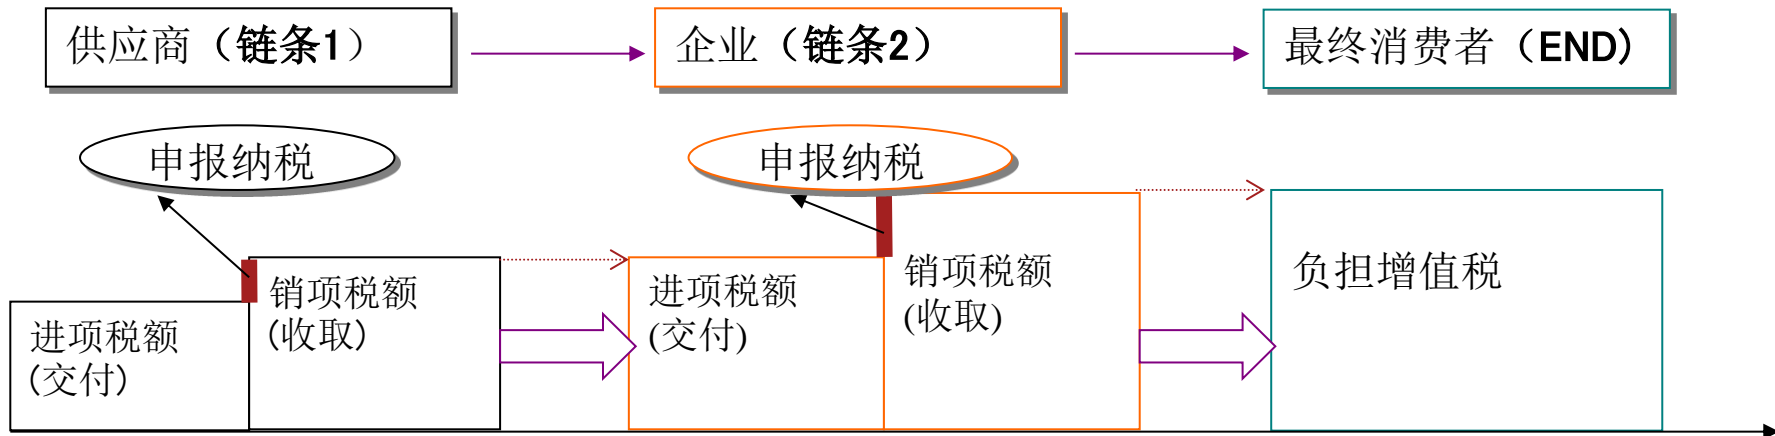 供应商（链条1）
企业（链条2）
最终消费者（END)
申报纳税
申报纳税
进项税额
(交付)
销项税额
(收取)
进项税额
(交付)
销项税额
(收取)
负担增值税